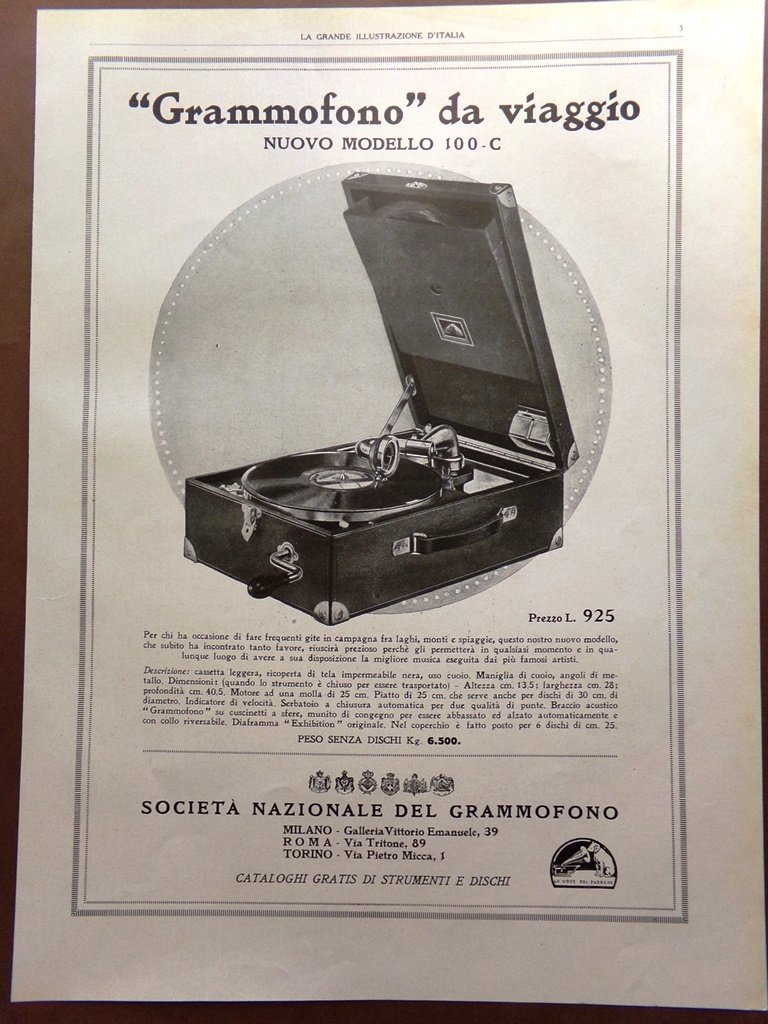 LA GRANDE ILLUSTRAZIONE D'ITALIA
5
"Grammofono" da viaggio
NUOVO MODELLO 100-C
Prezzo L. 925
Per chi ha occasione di fare frequenti gite in campagna fra laghi, monti e spiaggie, questo nostro nuovo modello,
che subito ha incontrato tanto favore, riuscirà prezioso perchè gli permetterà in qualsiasi momento e in qua-
lunque luogo di avere a sua disposizione la migliore musica eseguita dai più famosi artisti.
Descrizione: cassetta leggera, ricoperta di tela impermeabile nera, uso cuoio. Maniglia di cuoio, angoli di me-
tallo. Dimensioni: (quando lo strumento è chiuso per essere trasportato) - Altezza cm. 13,5; larghezza cm. 28;
profondità cm. 40.5. Motore ad una molla di 25 cm. Piatto di 25 cm. che serve anche per dischi di 30 cm. di
diametro. Indicatore di velocità. Serbatoio a chiusura automatica per due qualità di punte. Braccio acustico
"Grammofono" su cuscinetti a sfere, munito di congegno per essere abbassato ed alzato automaticamente e
con collo riversabile. Diaframma "Exhibition" originale. Nel coperchio è fatto posto per 6 dischi di cm. 25.
PESO SENZA DISCHI Kg. 6.500.
SOCIETÀ NAZIONALE DEL GRAMMOFONO
MILANO - Galleria Vittorio Emanuele, 39
ROMA - Via Tritone, 89
TORINO - Via Pietro Micca, 1
CATALOGHI GRATIS DI STRUMENTI E DISCHI
LA VOCE DEL PADRONE